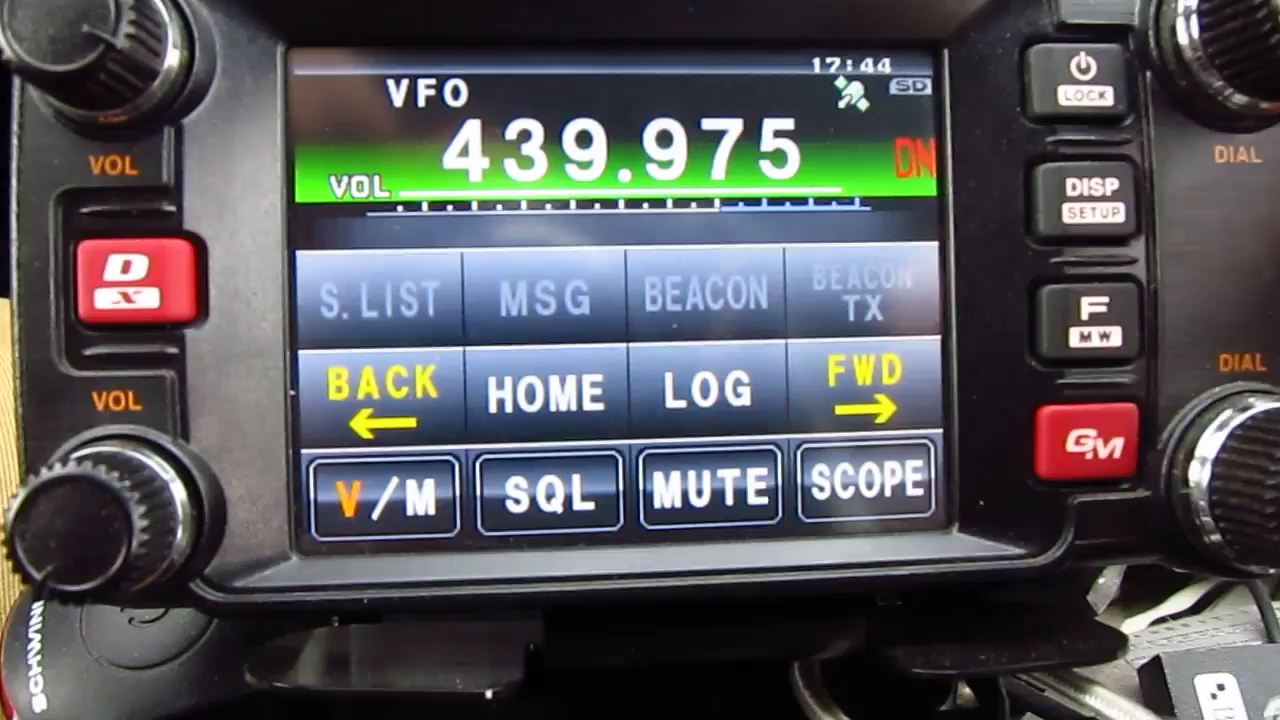 17:44
VFO
SD
439.975
DN
VOL
S.LIST MSG BEACON BEACON TX
BACK HOME LOG FWD
V/M SQL MUTE SCOPE
VOL
D
X
VOL
LOCK
DISP
SETUP
F
MW
GM
DIAL
DIAL
SCHWINN